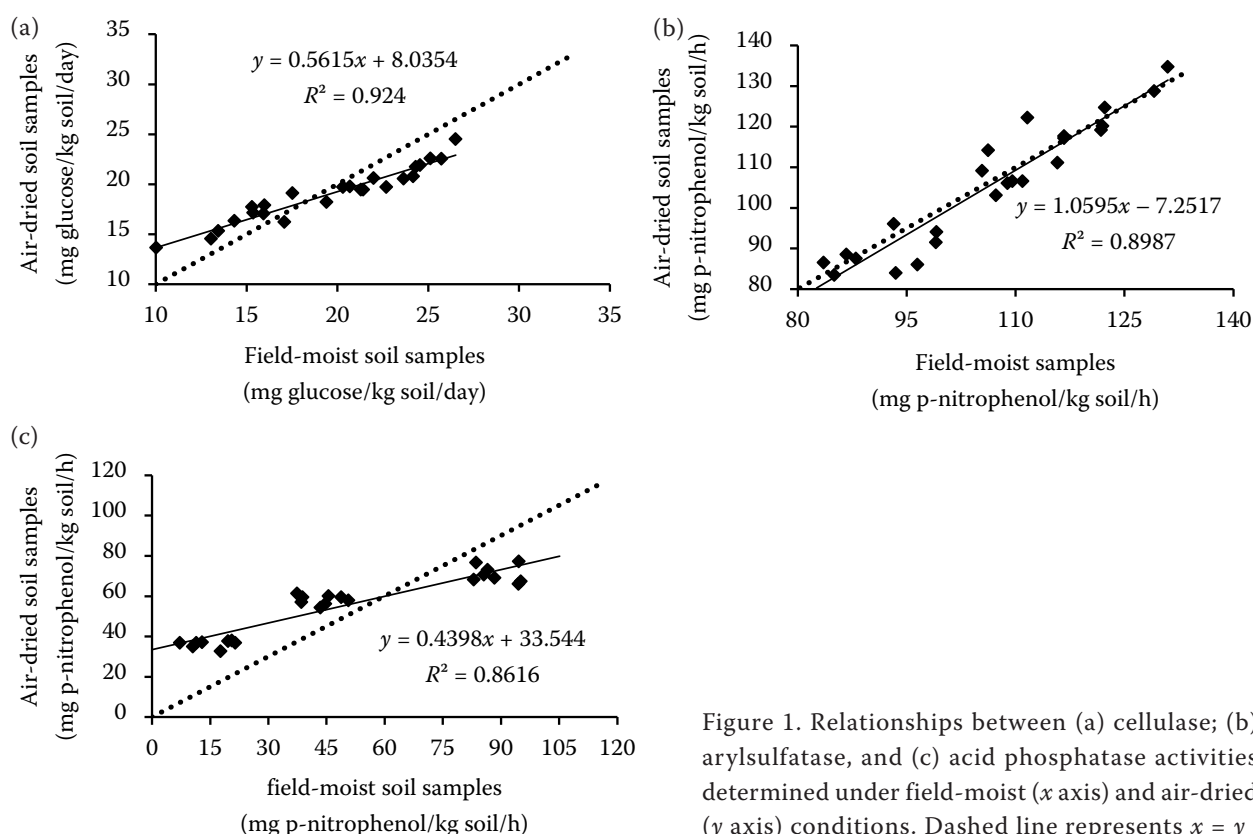 (a)
Air-dried soil samples
(mg glucose/kg soil/day)
35
30
25
20
15
10
y = 0.5615x + 8.0354
R² = 0.924
10 15 20 25 30 35
Field-moist soil samples
(mg glucose/kg soil/day)
(b)
Air-dried soil samples
(mg p-nitrophenol/kg soil/h)
140
130
120
110
100
90
80
y = 1.0595x – 7.2517
R² = 0.8987
80 95 110 125 140
Field-moist samples
(mg p-nitrophenol/kg soil/h)
(c)
Air-dried soil samples
(mg p-nitrophenol/kg soil/h)
120
100
80
60
40
20
0
y = 0.4398x + 33.544
R² = 0.8616
0 15 30 45 60 75 90 105 120
field-moist soil samples
(mg p-nitrophenol/kg soil/h)
Figure 1. Relationships between (a) cellulase; (b)
arylsulfatase, and (c) acid phosphatase activities
determined under field-moist (x axis) and air-dried
(y axis) conditions. Dashed line represents x = y